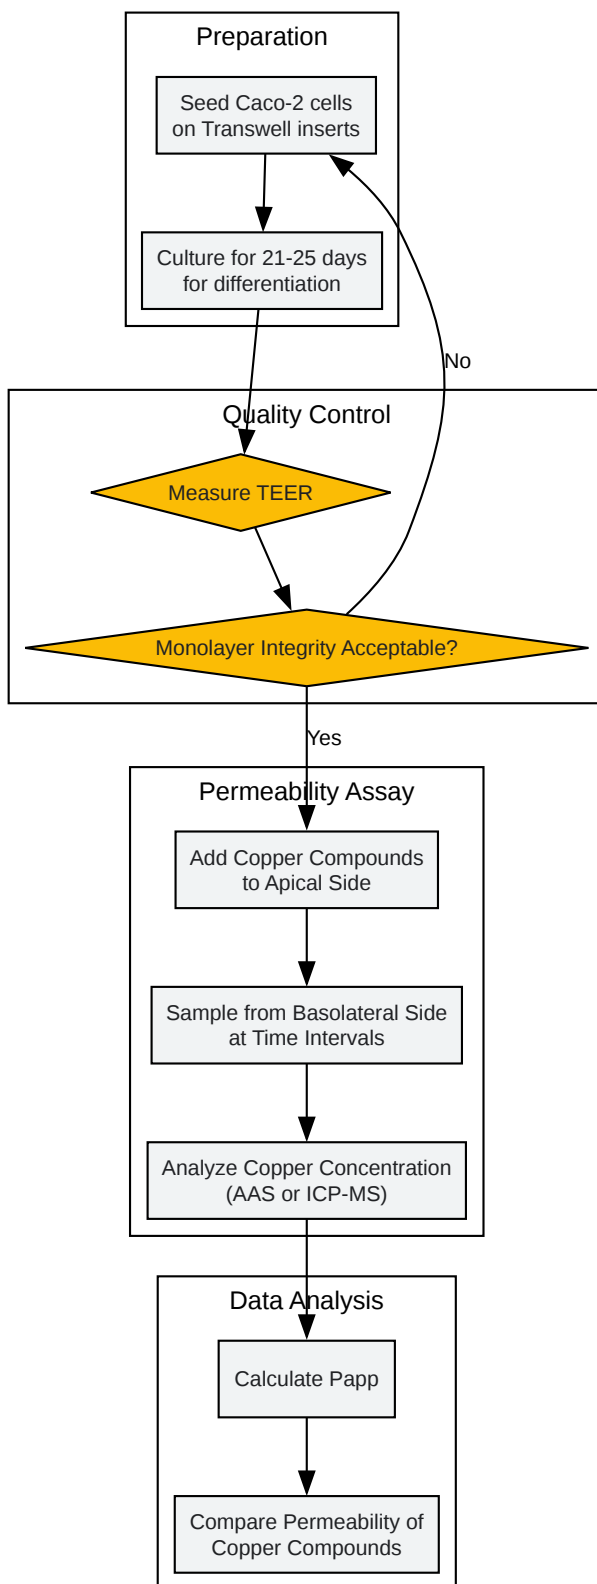 Preparation
Seed Caco-2 cells
on Transwell inserts
Culture for 21-25 days
for differentiation
No
Quality Control
Measure TEER
Monolayer Integrity Acceptable?
Yes
Permeability Assay
Add Copper Compounds
to Apical Side
Sample from Basolateral Side
at Time Intervals
Analyze Copper Concentration
(AAS or ICP-MS)
Data Analysis
Calculate Papp
Compare Permeability of
Copper Compounds